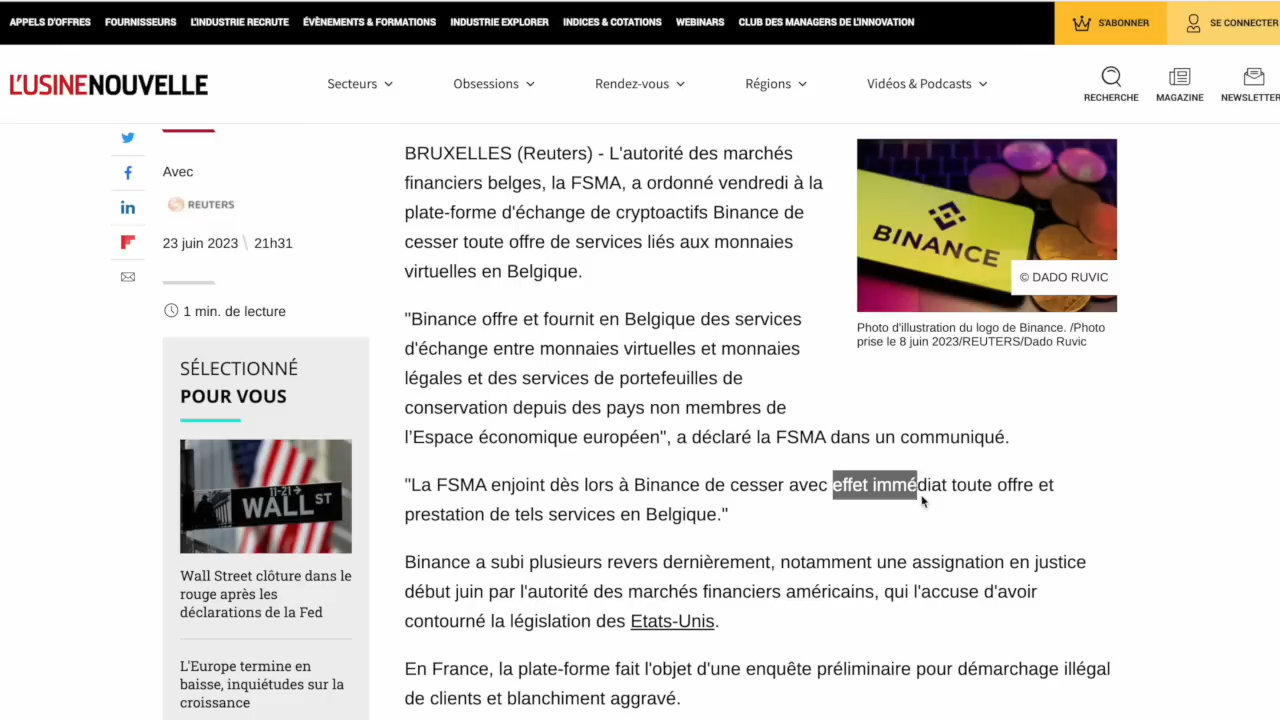 APPELS D'OFFRES FOURNISSEURS L'INDUSTRIE RECRUTE ÉVÈNEMENTS & FORMATIONS INDUSTRIE EXPLORER INDICES & COTATIONS WEBINARS CLUB DES MANAGERS DE L'INNOVATION S'ABONNER SE CONNECTER
L'USINENOUVELLE
Secteurs Obsessions Rendez-vous Régions Vidéos & Podcasts
RECHERCHE MAGAZINE NEWSLETTER
Avec
REUTERS
23 juin 2023 \ 21h31
1 min. de lecture
SÉLECTIONNÉ
POUR VOUS
11-21→
WALL ST
Wall Street clôture dans le
rouge après les
déclarations de la Fed
L'Europe termine en
baisse, inquiétudes sur la
croissance
BRUXELLES (Reuters) - L'autorité des marchés
financiers belges, la FSMA, a ordonné vendredi à la
plate-forme d'échange de cryptoactifs Binance de
cesser toute offre de services liés aux monnaies
virtuelles en Belgique.
"Binance offre et fournit en Belgique des services
d'échange entre monnaies virtuelles et monnaies
légales et des services de portefeuilles de
conservation depuis des pays non membres de
l’Espace économique européen", a déclaré la FSMA dans un communiqué.
"La FSMA enjoint dès lors à Binance de cesser avec effet immédiat toute offre et
prestation de tels services en Belgique."
Binance a subi plusieurs revers dernièrement, notamment une assignation en justice
début juin par l'autorité des marchés financiers américains, qui l'accuse d'avoir
contourné la législation des Etats-Unis.
En France, la plate-forme fait l'objet d'une enquête préliminaire pour démarchage illégal
de clients et blanchiment aggravé.
BINANCE
© DADO RUVIC
Photo d'illustration du logo de Binance. /Photo
prise le 8 juin 2023/REUTERS/Dado Ruvic